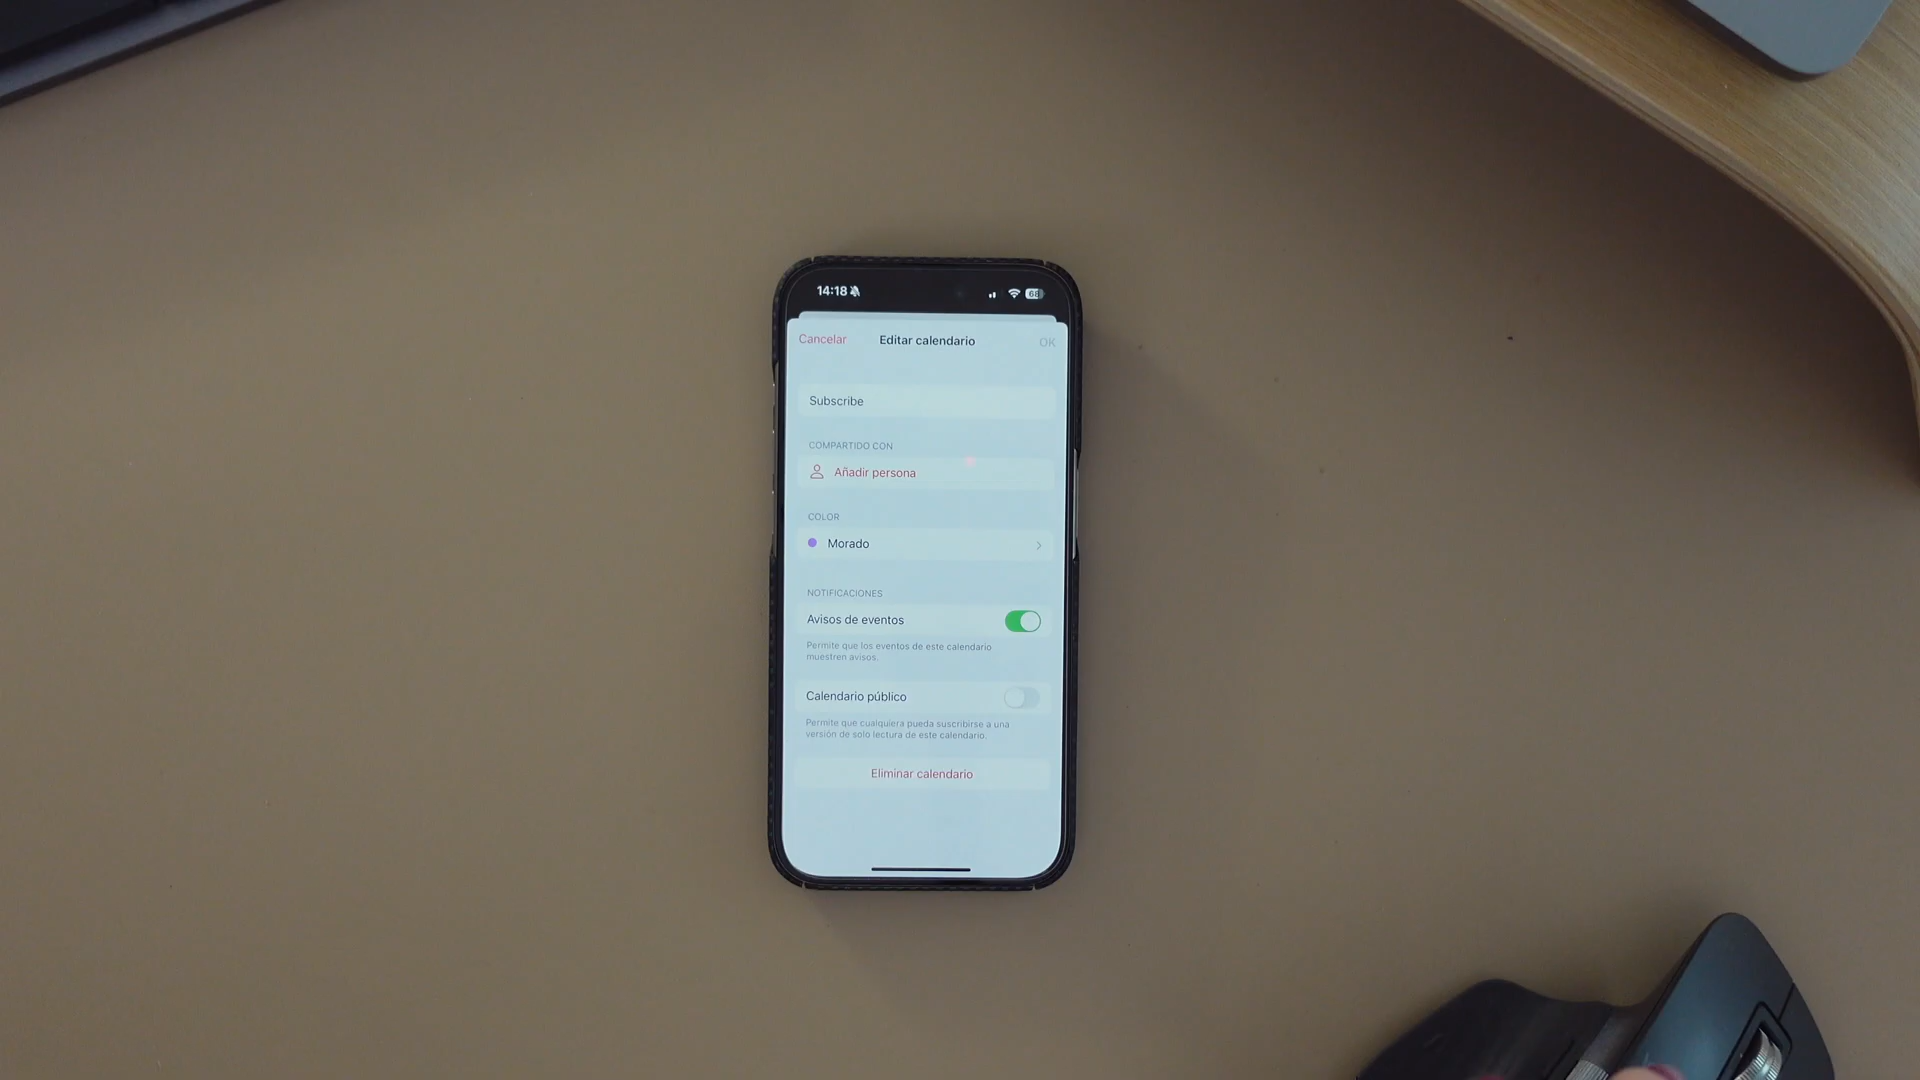 14:18
68
Cancelar
Editar calendario
OK
Subscribe
COMPARTIDO CON
Añadir persona
COLOR
Morado
NOTIFICACIONES
Avisos de eventos
Permite que los eventos de este calendario
muestren avisos.
Calendario público
Permite que cualquiera pueda suscribirse a una
versión de solo lectura de este calendario.
Eliminar calendario